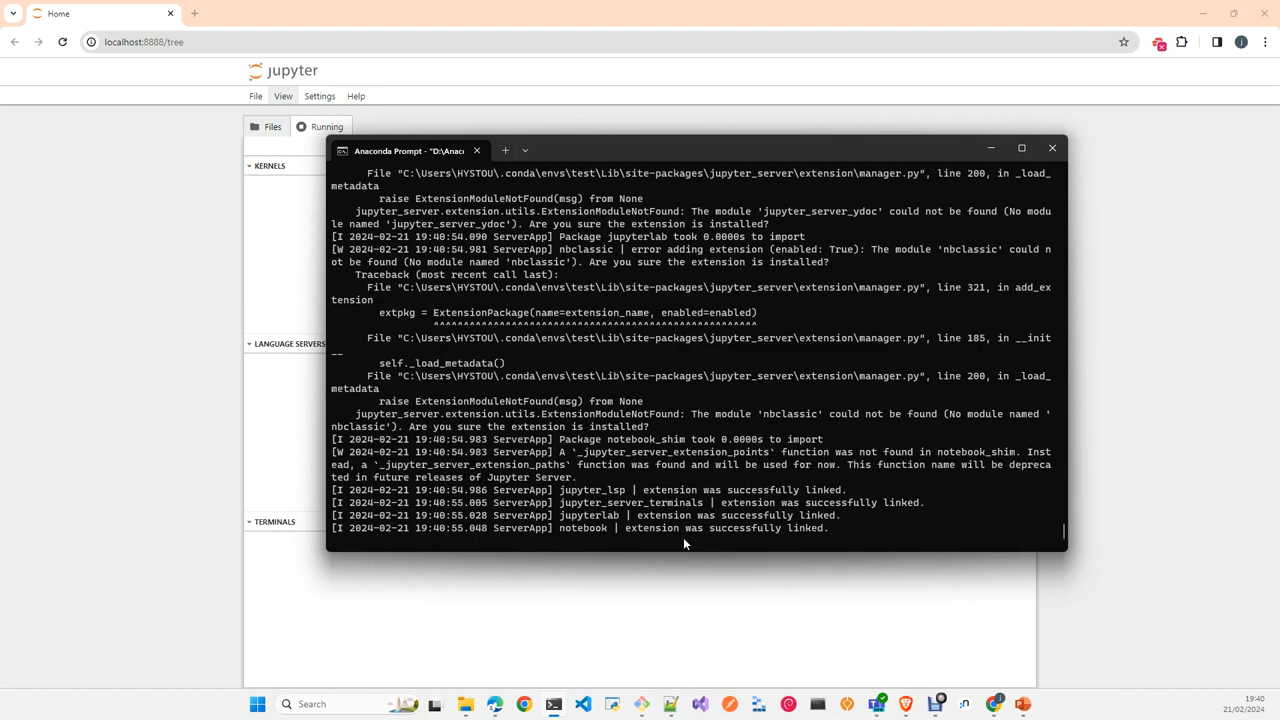 Home
localhost:8888/tree
jupyter
File View Settings Help
Files Running
KERNELS
LANGUAGE SERVERS
TERMINALS
Anaconda Prompt - "D:\Anac
File "C:\Users\HYSTOU\.conda\envs\test\Lib\site-packages\jupyter_server\extension\manager.py", line 200, in _load_
metadata
raise ExtensionModuleNotFound(msg) from None
jupyter_server.extension.utils.ExtensionModuleNotFound: The module 'jupyter_server_ydoc' could not be found (No modu
le named 'jupyter_server_ydoc'). Are you sure the extension is installed?
[I 2024-02-21 19:40:54.090 ServerApp] Package jupyterlab took 0.0000s to import
[W 2024-02-21 19:40:54.981 ServerApp] nbclassic | error adding extension (enabled: True): The module 'nbclassic' could n
ot be found (No module named 'nbclassic'). Are you sure the extension is installed?
Traceback (most recent call last):
File "C:\Users\HYSTOU\.conda\envs\test\Lib\site-packages\jupyter_server\extension\manager.py", line 321, in add_ex
tension
extpkg = ExtensionPackage(name=extension_name, enabled=enabled)
^^^^^^^^^^^^^^^^^^^^^^^^^^^^^^^^^^^^^^^^^^^^^^^^^^^^^^
File "C:\Users\HYSTOU\.conda\envs\test\Lib\site-packages\jupyter_server\extension\manager.py", line 185, in __init
__
self._load_metadata()
File "C:\Users\HYSTOU\.conda\envs\test\Lib\site-packages\jupyter_server\extension\manager.py", line 200, in _load_
metadata
raise ExtensionModuleNotFound(msg) from None
jupyter_server.extension.utils.ExtensionModuleNotFound: The module 'nbclassic' could not be found (No module named '
nbclassic'). Are you sure the extension is installed?
[I 2024-02-21 19:40:54.983 ServerApp] Package notebook_shim took 0.0000s to import
[W 2024-02-21 19:40:54.983 ServerApp] A `_jupyter_server_extension_points` function was not found in notebook_shim. Inst
ead, a `_jupyter_server_extension_paths` function was found and will be used for now. This function name will be depreca
ted in future releases of Jupyter Server.
[I 2024-02-21 19:40:54.986 ServerApp] jupyter_lsp | extension was successfully linked.
[I 2024-02-21 19:40:55.005 ServerApp] jupyter_server_terminals | extension was successfully linked.
[I 2024-02-21 19:40:55.028 ServerApp] jupyterlab | extension was successfully linked.
[I 2024-02-21 19:40:55.048 ServerApp] notebook | extension was successfully linked.
Search
19:40
21/02/2024